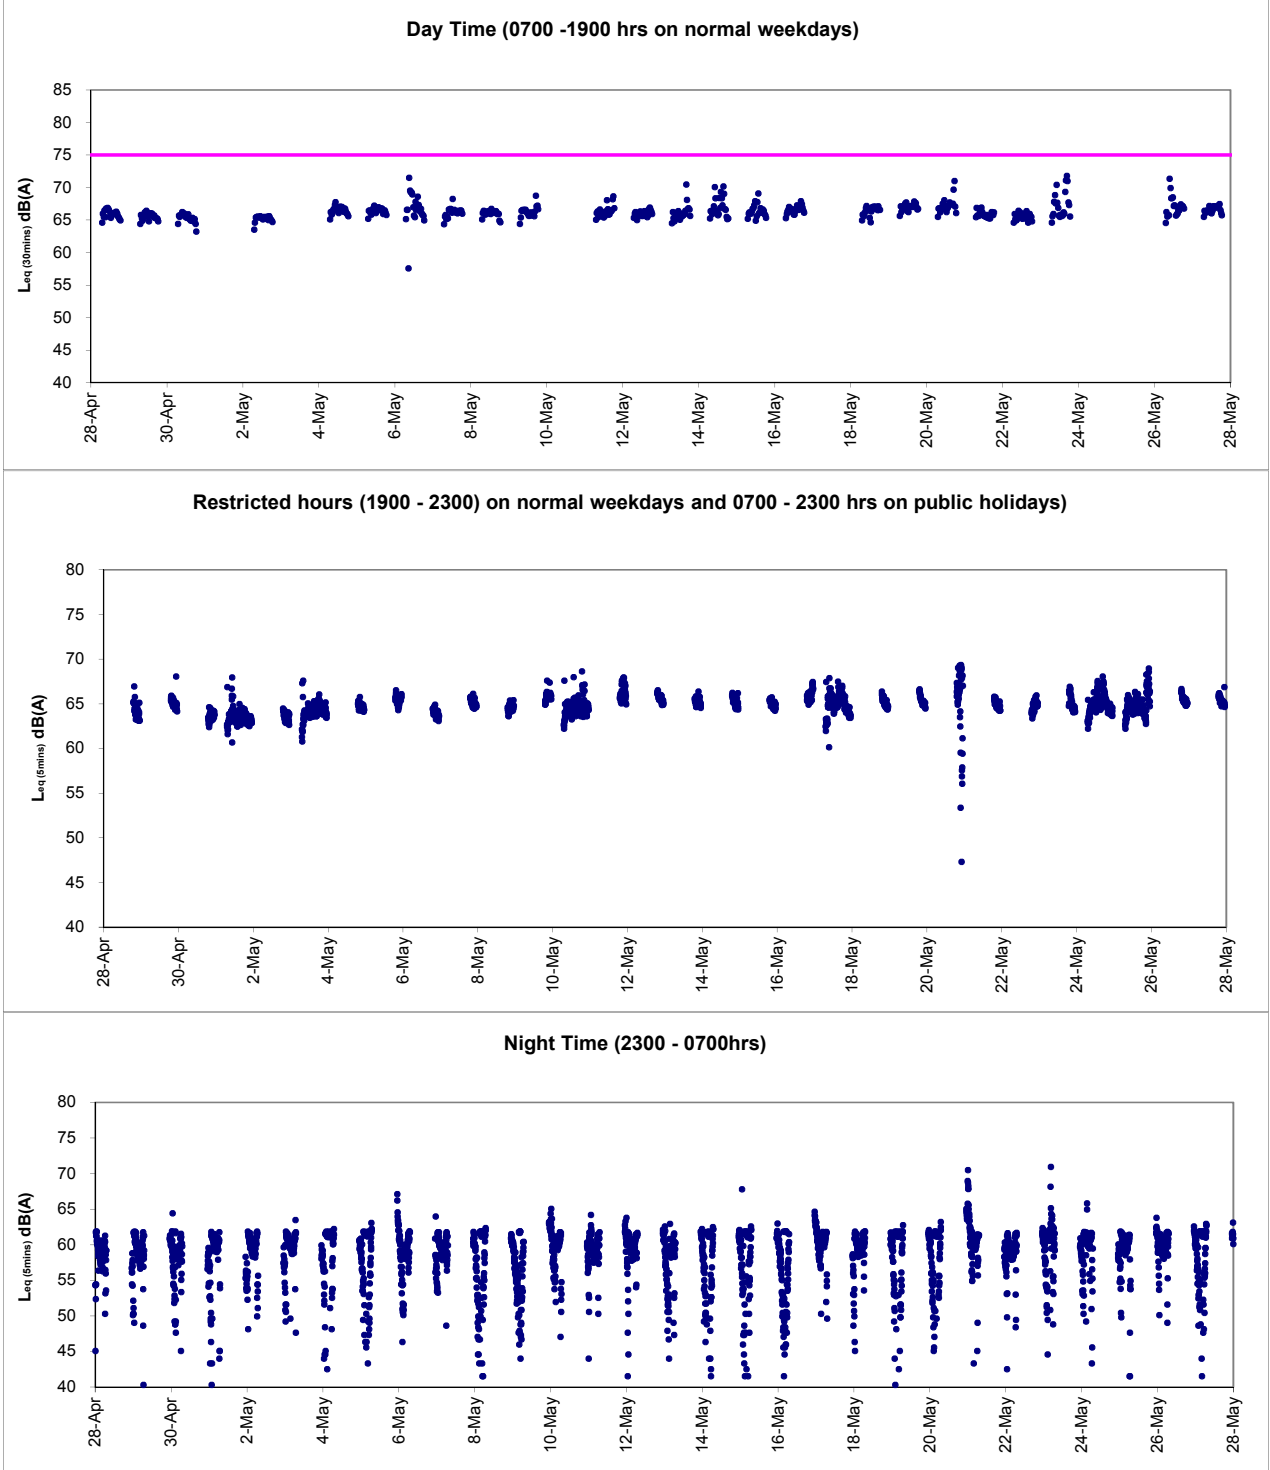 Day Time (0700 -1900 hrs on normal weekdays)
85
80
75
70
65
60
55
50
45
40
Leq (30mins) dB(A)
28-Apr
30-Apr
2-May
4-May
6-May
8-May
10-May
12-May
14-May
16-May
18-May
20-May
22-May
24-May
26-May
28-May
Restricted hours (1900 - 2300) on normal weekdays and 0700 - 2300 hrs on public holidays)
80
75
70
65
60
55
50
45
40
Leq (5mins) dB(A)
28-Apr
30-Apr
2-May
4-May
6-May
8-May
10-May
12-May
14-May
16-May
18-May
20-May
22-May
24-May
26-May
28-May
Night Time (2300 - 0700hrs)
80
75
70
65
60
55
50
45
40
Leq (5mins) dB(A)
28-Apr
30-Apr
2-May
4-May
6-May
8-May
10-May
12-May
14-May
16-May
18-May
20-May
22-May
24-May
26-May
28-May